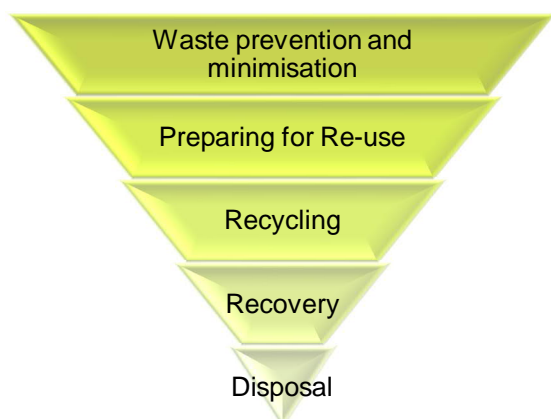 Waste prevention and
minimisation
Preparing for Re-use
Recycling
Recovery
Disposal